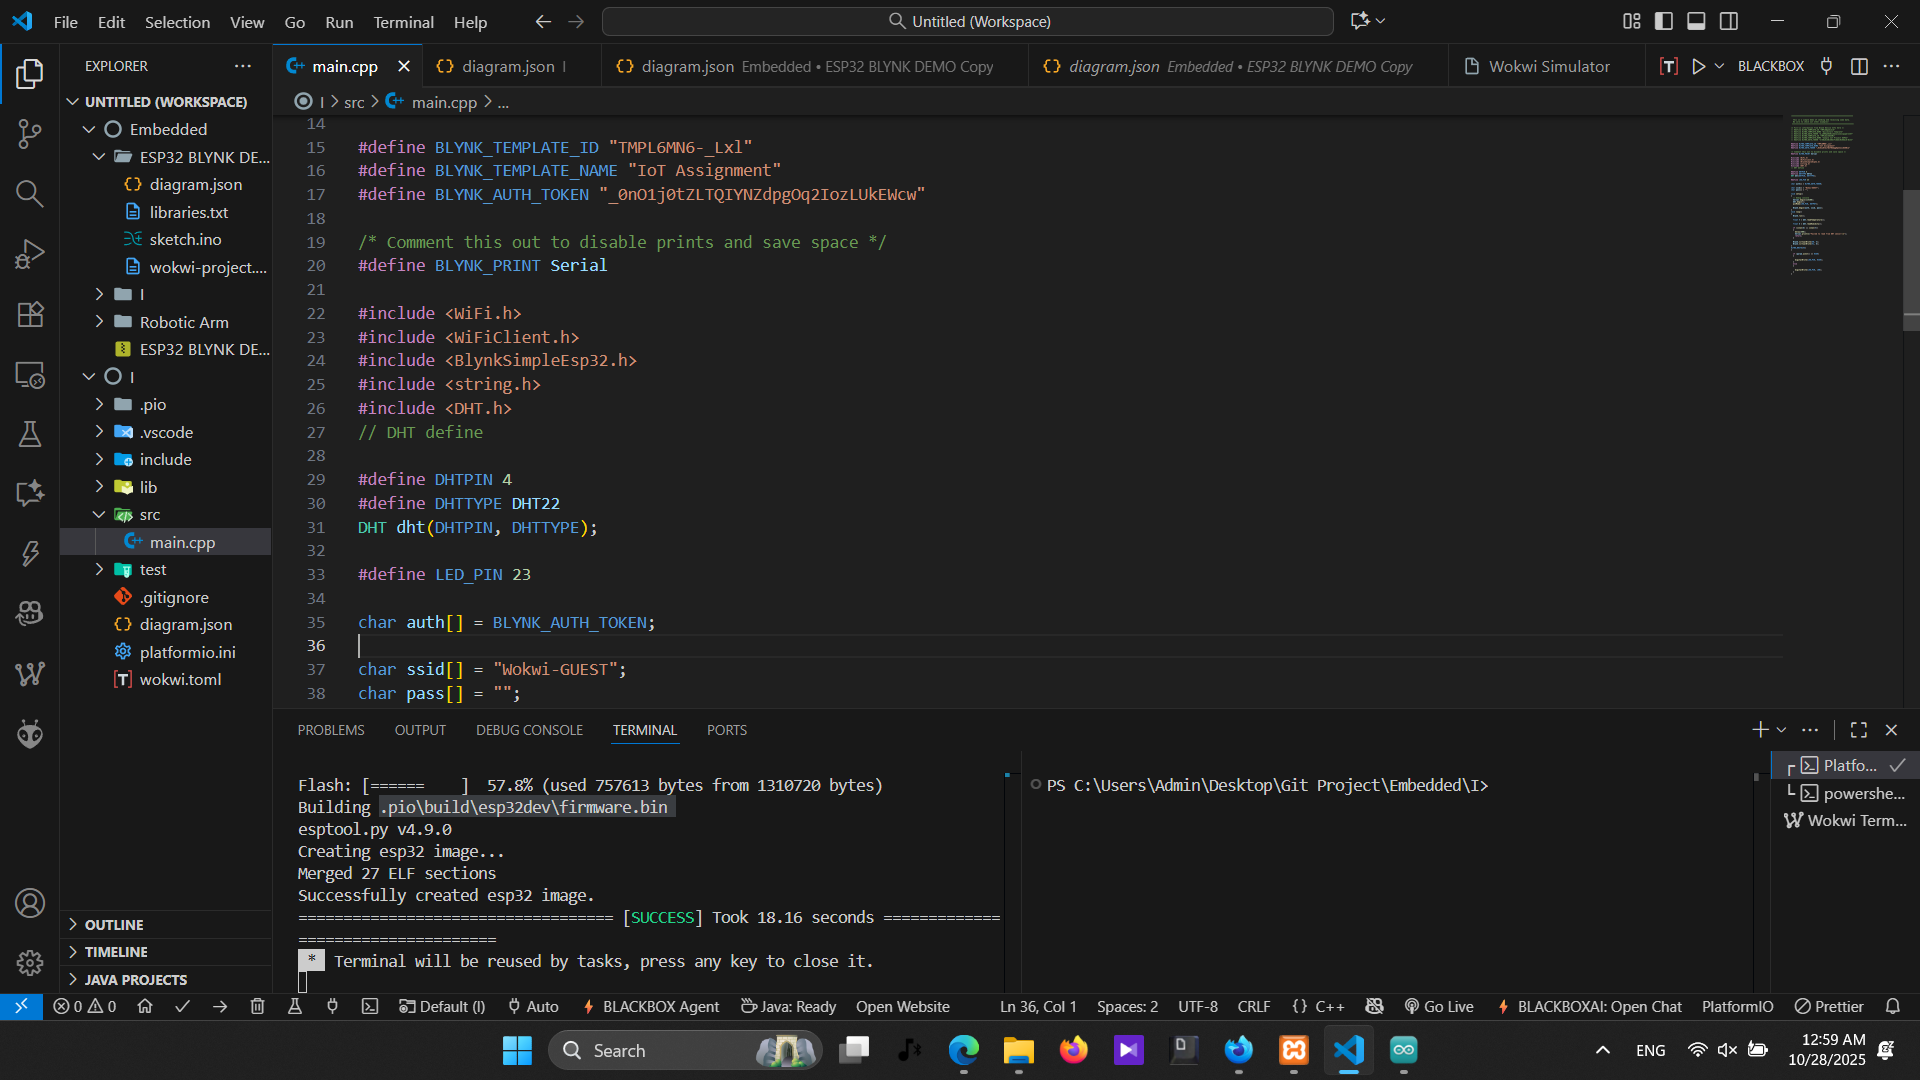 File Edit Selection View Go Run Terminal Help
Untitled (Workspace)
EXPLORER
UNTITLED (WORKSPACE)
Embedded
ESP32 BLYNK DE...
diagram.json
libraries.txt
sketch.ino
wokwi-project....
I
Robotic Arm
ESP32 BLYNK DE...
I
.pio
.vscode
include
lib
src
main.cpp
test
.gitignore
diagram.json
platformio.ini
wokwi.toml
OUTLINE
TIMELINE
JAVA PROJECTS
main.cpp
diagram.json I
diagram.json Embedded • ESP32 BLYNK DEMO Copy
diagram.json Embedded • ESP32 BLYNK DEMO Copy
Wokwi Simulator
BLACKBOX
I > src > main.cpp > ...
14
15 #define BLYNK_TEMPLATE_ID "TMPL6MN6-_Lxl"
16 #define BLYNK_TEMPLATE_NAME "IoT Assignment"
17 #define BLYNK_AUTH_TOKEN "_0nO1j0tZLTQIYNZdpgOq2IozLUkEWcw"
18
19 /* Comment this out to disable prints and save space */
20 #define BLYNK_PRINT Serial
21
22 #include <WiFi.h>
23 #include <WiFiClient.h>
24 #include <BlynkSimpleEsp32.h>
25 #include <string.h>
26 #include <DHT.h>
27 // DHT define
28
29 #define DHTPIN 4
30 #define DHTTYPE DHT22
31 DHT dht(DHTPIN, DHTTYPE);
32
33 #define LED_PIN 23
34
35 char auth[] = BLYNK_AUTH_TOKEN;
36
37 char ssid[] = "Wokwi-GUEST";
38 char pass[] = "";
PROBLEMS OUTPUT DEBUG CONSOLE TERMINAL PORTS
Flash: [======    ]  57.8% (used 757613 bytes from 1310720 bytes)
Building .pio\build\esp32dev\firmware.bin
esptool.py v4.9.0
Creating esp32 image...
Merged 27 ELF sections
Successfully created esp32 image.
=================================== [SUCCESS] Took 18.16 seconds =============
======================
* Terminal will be reused by tasks, press any key to close it.
PS C:\Users\Admin\Desktop\Git Project\Embedded\I>
Platfo...
powershe...
Wokwi Term...
0 0 Default (I) Auto BLACKBOX Agent Java: Ready Open Website Ln 36, Col 1 Spaces: 2 UTF-8 CRLF {} C++ Go Live BLACKBOXAI: Open Chat PlatformIO Prettier
Search
ENG
12:59 AM
10/28/2025